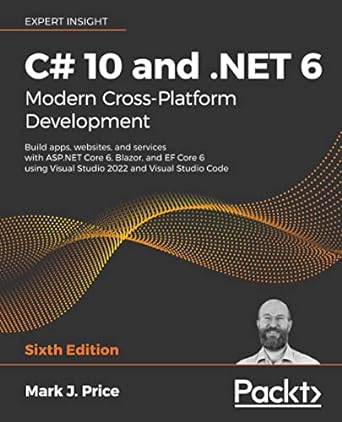 EXPERT INSIGHT
C# 10 and .NET 6
Modern Cross-Platform
Development
Build apps, websites, and services
with ASP.NET Core 6, Blazor, and EF Core 6
using Visual Studio 2022 and Visual Studio Code
Sixth Edition
Mark J. Price
Packt>